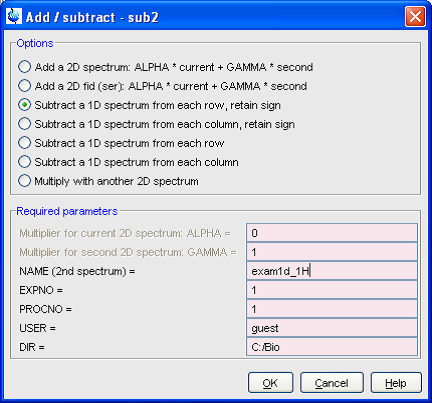 Add / subtract - sub2
Options
Add a 2D spectrum: ALPHA * current + GAMMA * second
Add a 2D fid (ser): ALPHA * current + GAMMA * second
Subtract a 1D spectrum from each row, retain sign
Subtract a 1D spectrum from each column, retain sign
Subtract a 1D spectrum from each row
Subtract a 1D spectrum from each column
Multiply with another 2D spectrum
Required parameters
Multiplier for current 2D spectrum: ALPHA = 0
Multiplier for second 2D spectrum: GAMMA = 1
NAME (2nd spectrum) = exam1d_1H
EXPNO = 1
PROCNO = 1
USER = guest
DIR = C:/Bio
OK Cancel Help